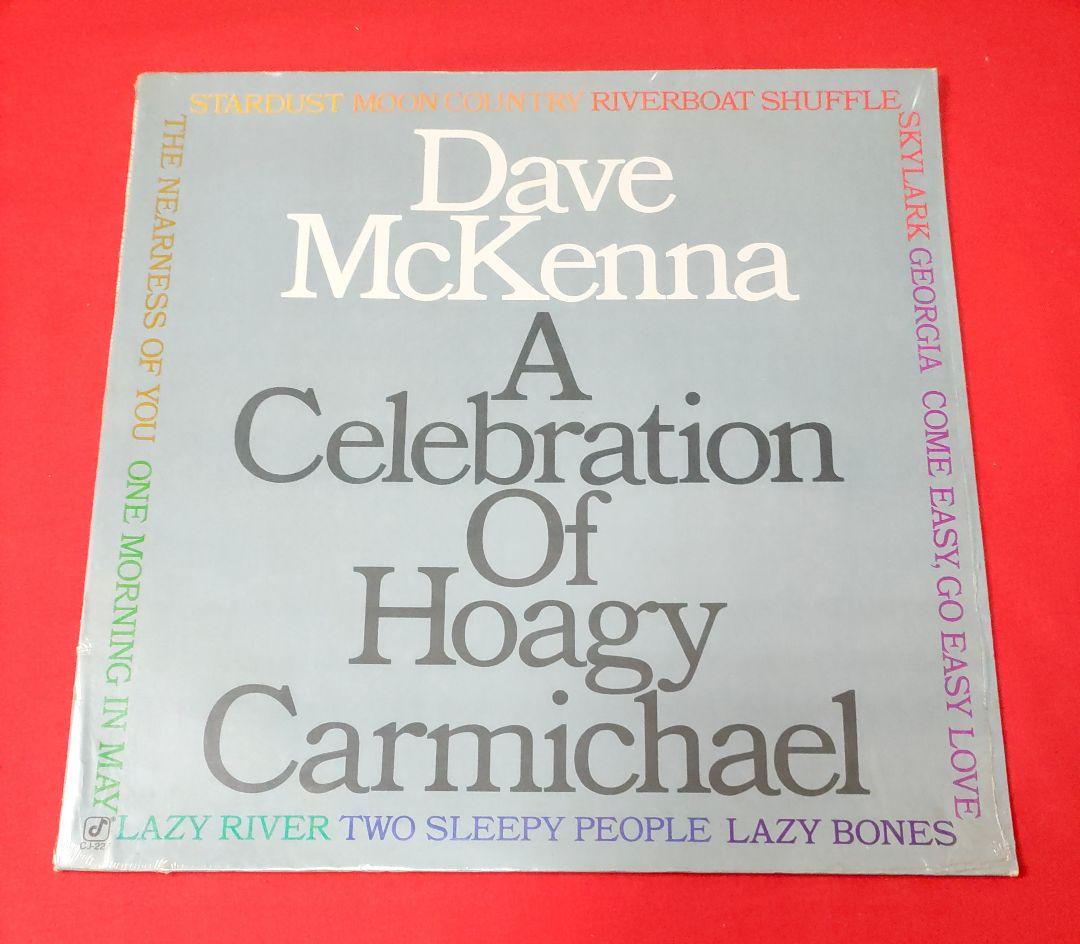 STARDUST MOON COUNTRY RIVERBOAT SHUFFLE
SKYLARK GEORGIA COME EASY, GO EASY LOVE
Dave
McKenna
A
Celebration
Of
Hoagy
Carmichael
THE NEARNESS OF YOU ONE MORNING IN MAY
LAZY RIVER TWO SLEEPY PEOPLE LAZY BONES